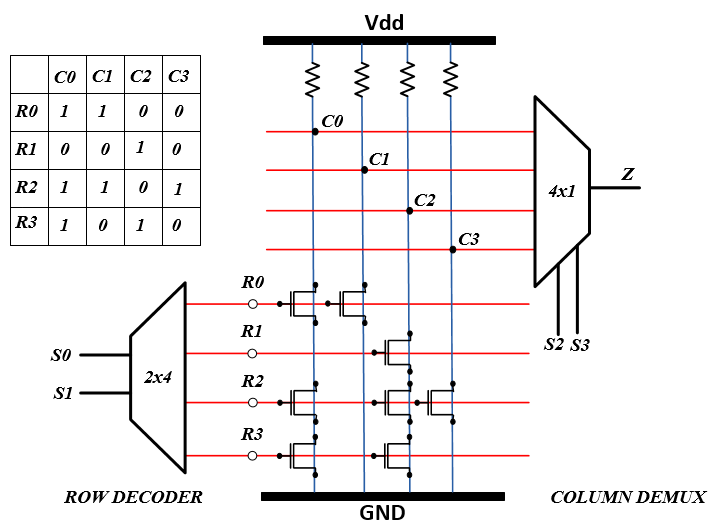 Vdd
C0 C1 C2 C3
R0 1 1 0 0
R1 0 0 1 0
R2 1 1 0 1
R3 1 0 1 0
C0
C1
C2
C3
4x1
Z
S2 S3
R0
R1
R2
R3
S0
S1
2x4
ROW DECODER
GND
COLUMN DEMUX